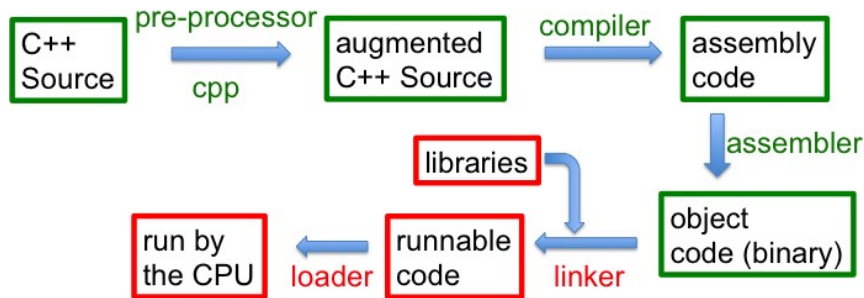 C++
Source
pre-processor
cpp
augmented
C++ Source
compiler
assembly
code
assembler
libraries
object
code (binary)
linker
runnable
code
loader
run by
the CPU